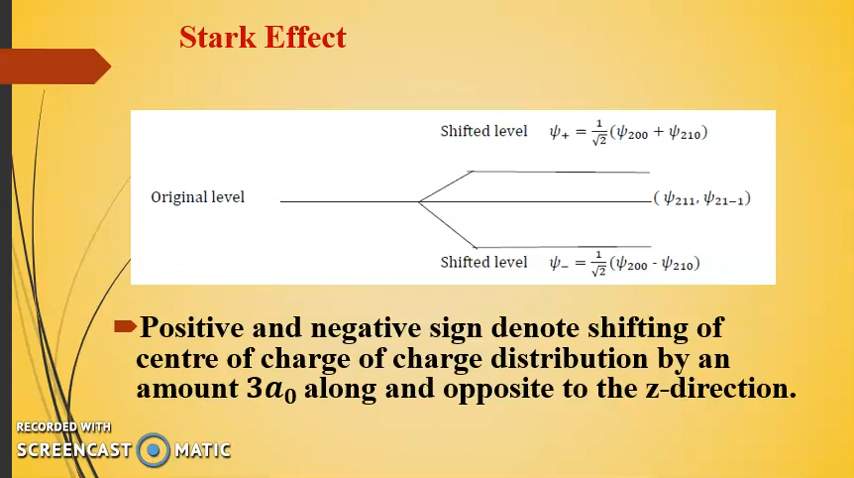 Stark Effect
Shifted level ψ₊ = 1/√2 (ψ₂₀₀ + ψ₂₁₀)
Original level
( ψ₂₁₁, ψ₂₁₋₁)
Shifted level ψ₋ = 1/√2 (ψ₂₀₀ - ψ₂₁₀)
Positive and negative sign denote shifting of
centre of charge of charge distribution by an
amount 3a₀ along and opposite to the z-direction.
RECORDED WITH
SCREENCAST MATIC